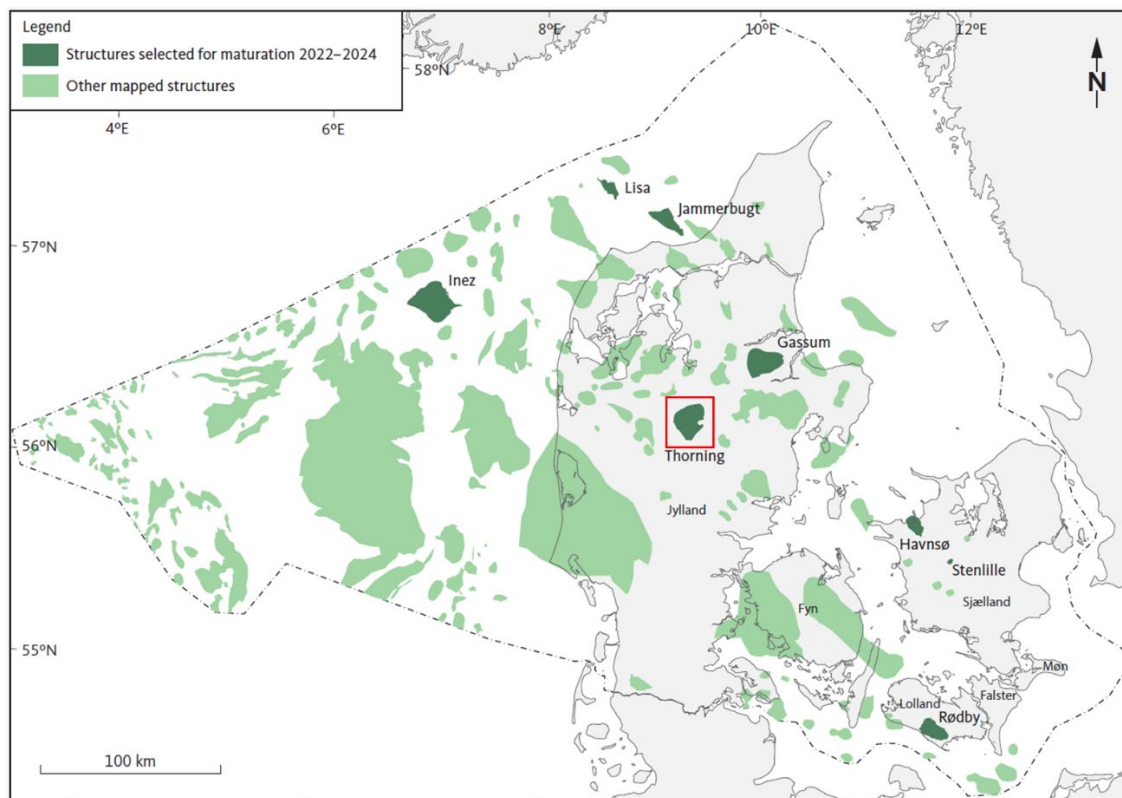 Legend
Structures selected for maturation 2022–2024
Other mapped structures
8ºE
10ºE
12ºE
58ºN
N
4ºE
6ºE
Lisa
Jammerbugt
57ºN
Inez
Gassum
56ºN
Thorning
Jylland
Havnsø
Stenlille
Sjælland
Fyn
55ºN
Møn
Falster
Lolland
Rødby
100 km